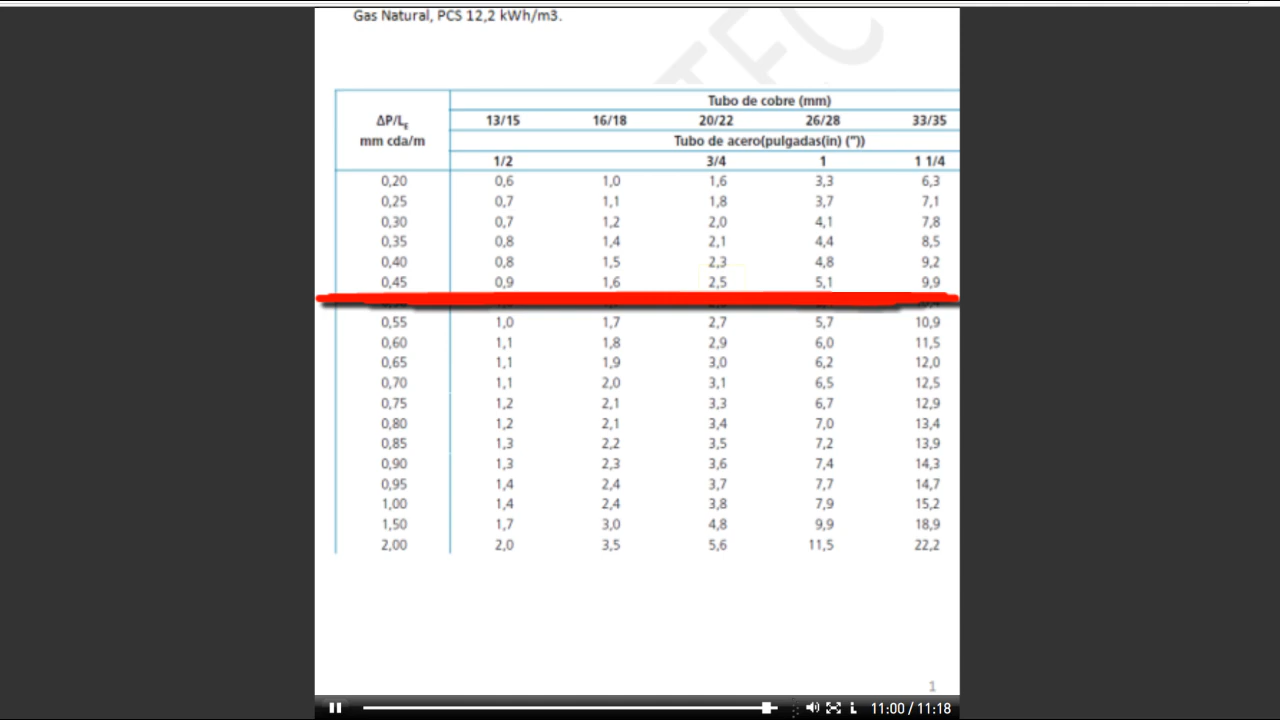 Gas Natural, PCS 12,2 kWh/m3.
Tubo de cobre (mm)
ΔP/L_E 13/15 16/18 20/22 26/28 33/35
mm cda/m Tubo de acero(pulgadas(in) ("))
1/2 3/4 1 1 1/4
0,20 0,6 1,0 1,6 3,3 6,3
0,25 0,7 1,1 1,8 3,7 7,1
0,30 0,7 1,2 2,0 4,1 7,8
0,35 0,8 1,4 2,1 4,4 8,5
0,40 0,8 1,5 2,3 4,8 9,2
0,45 0,9 1,6 2,5 5,1 9,9
0,55 1,0 1,7 2,7 5,7 10,9
0,60 1,1 1,8 2,9 6,0 11,5
0,65 1,1 1,9 3,0 6,2 12,0
0,70 1,1 2,0 3,1 6,5 12,5
0,75 1,2 2,1 3,3 6,7 12,9
0,80 1,2 2,1 3,4 7,0 13,4
0,85 1,3 2,2 3,5 7,2 13,9
0,90 1,3 2,3 3,6 7,4 14,3
0,95 1,4 2,4 3,7 7,7 14,7
1,00 1,4 2,4 3,8 7,9 15,2
1,50 1,7 3,0 4,8 9,9 18,9
2,00 2,0 3,5 5,6 11,5 22,2
1
11:00 / 11:18